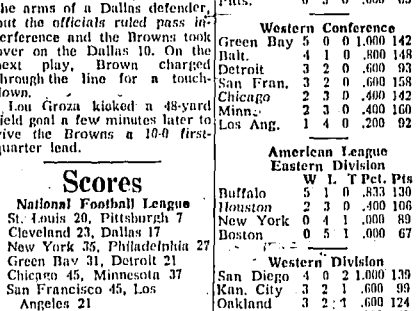 the arms of a Dallas defender,
but the officials ruled pass in-
erference and the Browns took
over on the Dallas 10. On the
next play, Brown charged
through the line for a touch-
down.
Lou Groza kicked a 48-yard
ield goal a few minutes later to
give the Browns a 10-0 first-
quarter lead.
Scores
National Football League
St. Louis 20, Pittsburgh 7
Cleveland 23, Dallas 17
New York 35, Philadelphia 27
Green Bay 31, Detroit 21
Chicago 45, Minnesota 37
San Francisco 45, Los
Angeles 21
Western Conference
Green Bay 5 0 0 1.000 142
Balt. 4 1 0 .800 148
Detroit 3 2 0 .600 93
San Fran. 3 2 0 .600 158
Chicago 2 3 0 .400 142
Minn. 2 3 0 .400 160
Los Ang. 1 4 0 .200 92
American League
Eastern Division
W L T Pct. Pts
Buffalo 5 1 0 .833 130
Houston 2 3 0 .400 106
New York 0 4 1 .000 89
Boston 0 5 1 .000 67
Western Division
San Diego 4 0 2 1.000 139
Kan. City 3 2 1 .600 99
Oakland 3 2 1 .600 124